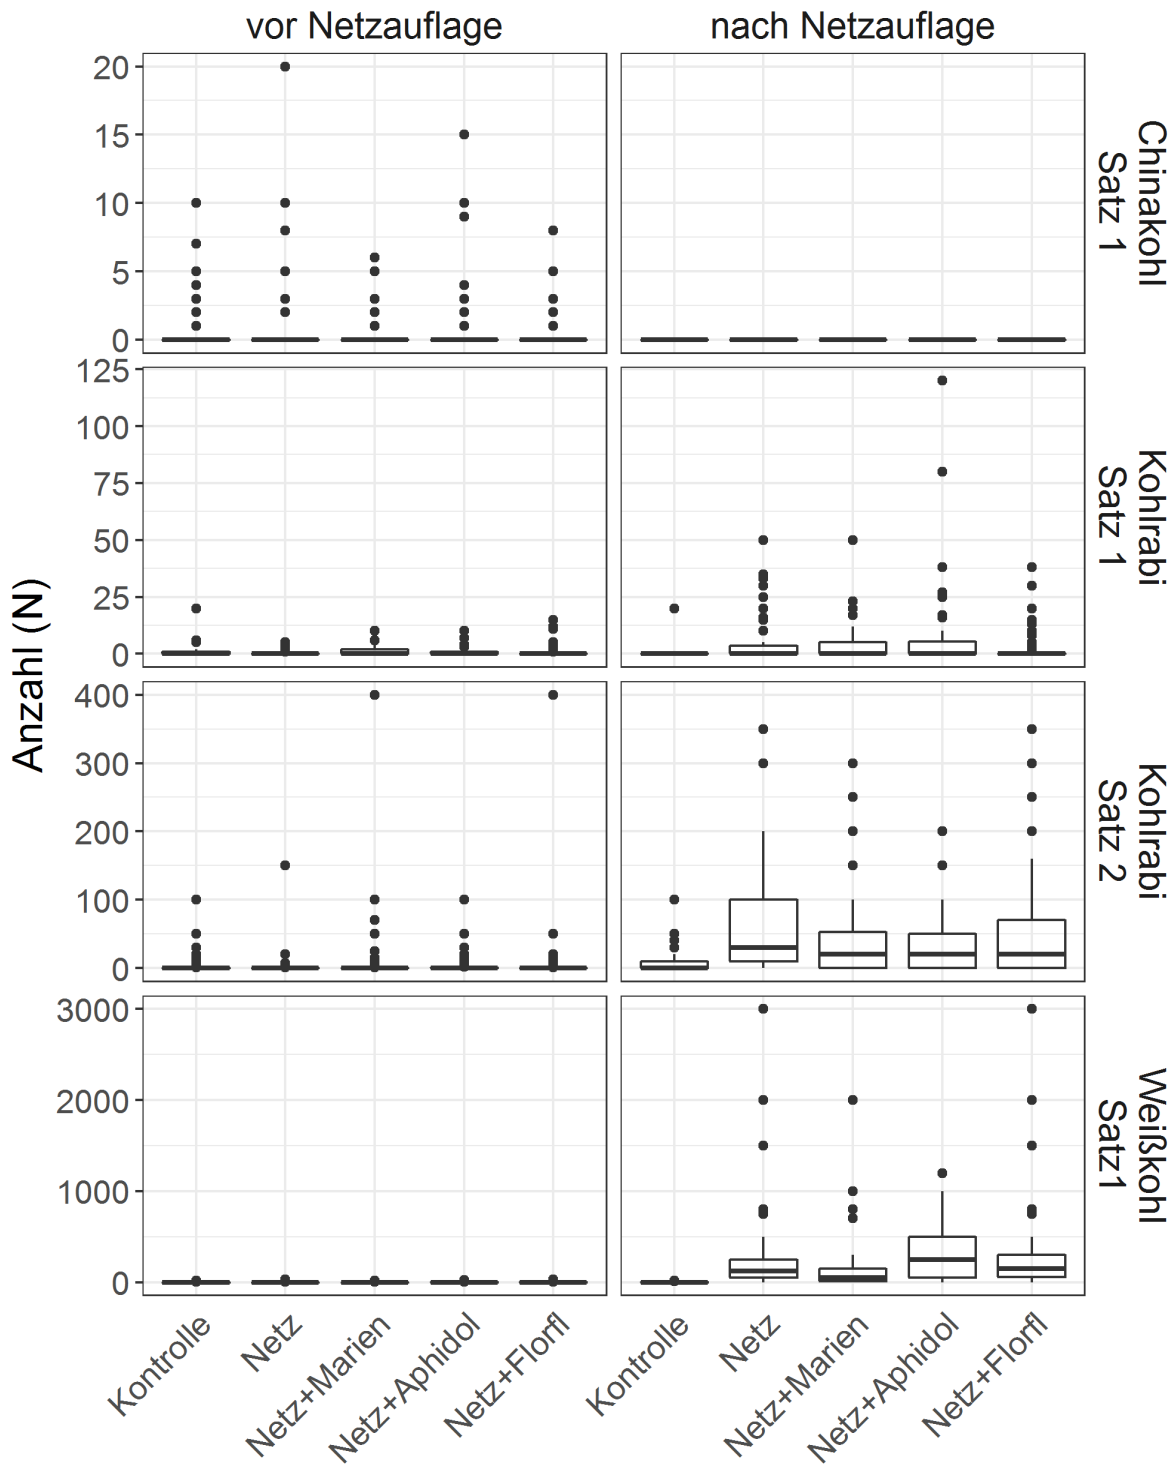 vor Netzauflage
nach Netzauflage
Anzahl (N)
20
15
10
5
0
Chinakohl
Satz 1
125
100
75
50
25
0
Kohlrabi
Satz 1
400
300
200
100
0
Kohlrabi
Satz 2
3000
2000
1000
0
Weißkohl
Satz1
Kontrolle
Netz
Netz+Marien
Netz+Aphidol
Netz+Florfl
Kontrolle
Netz
Netz+Marien
Netz+Aphidol
Netz+Florfl